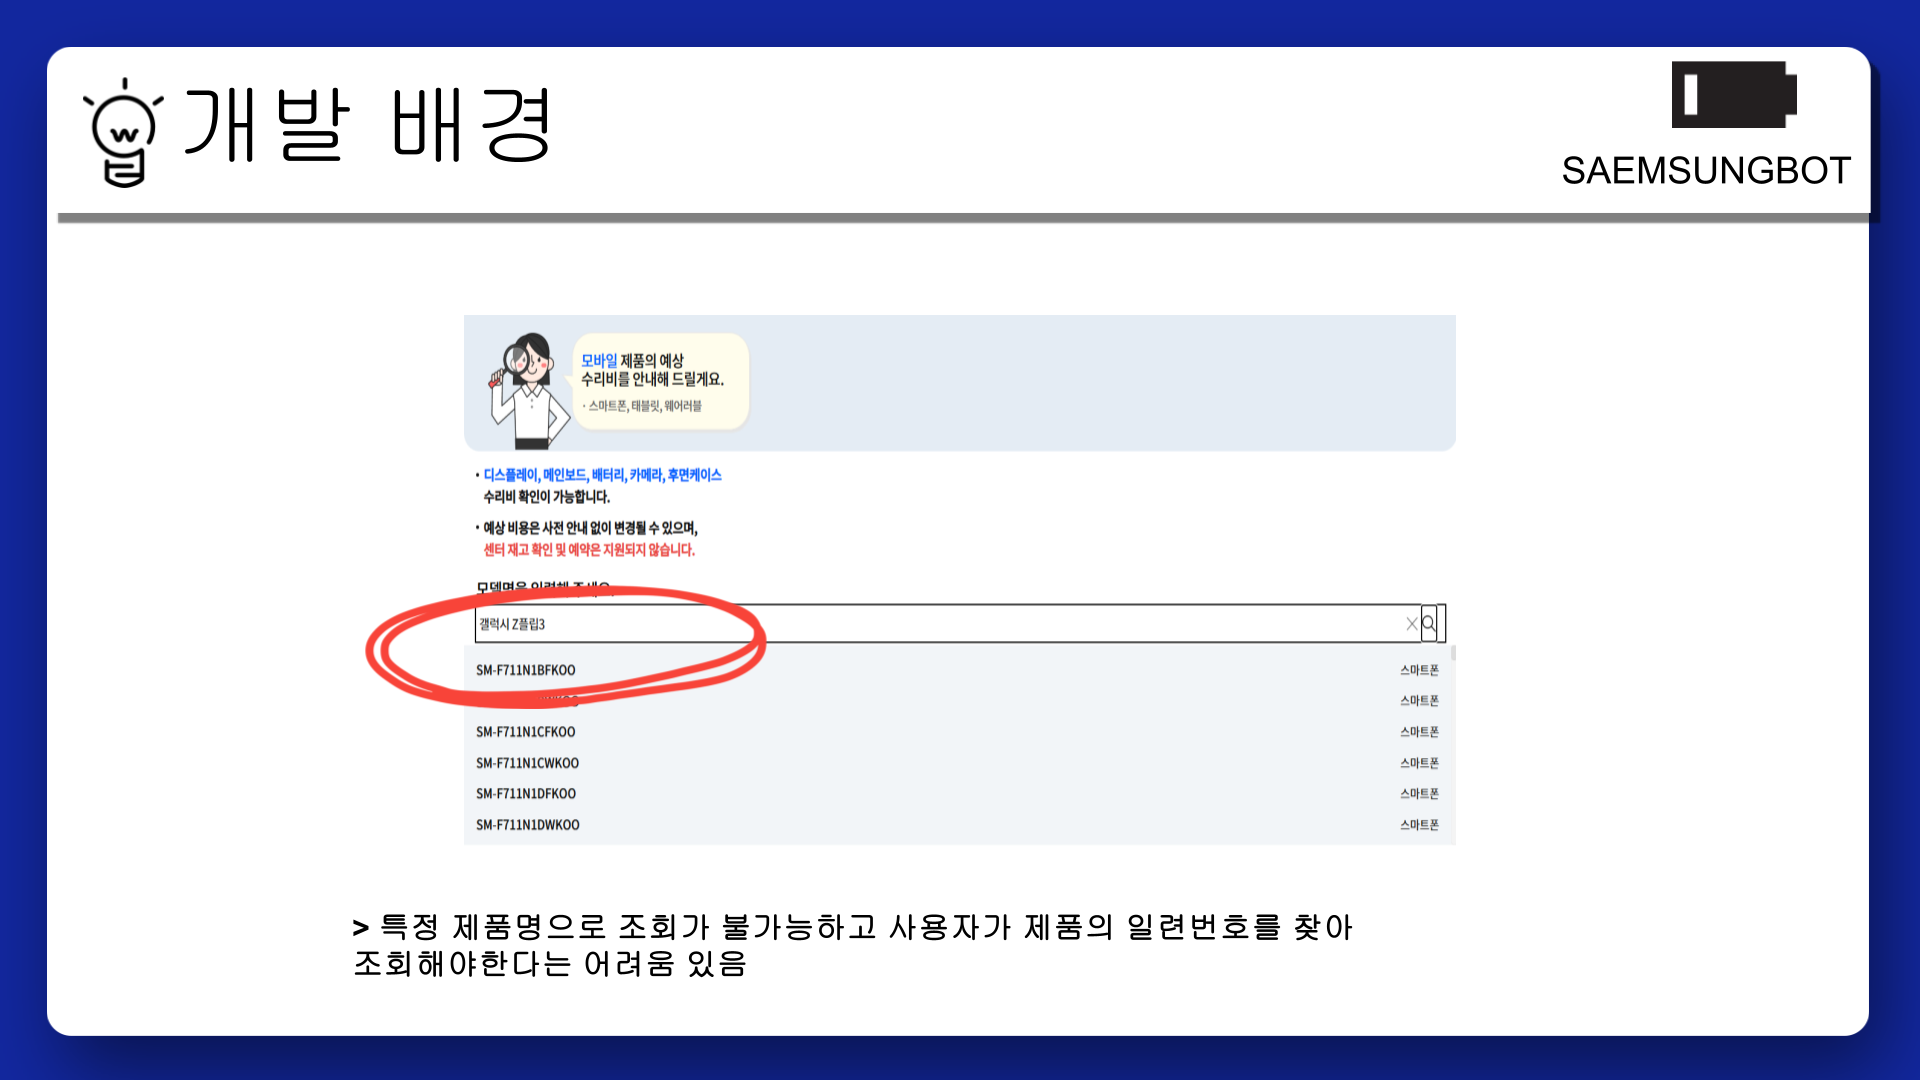 개발 배경
SAEMSUNGBOT
모바일 제품의 예상
수리비를 안내해 드릴게요.
· 스마트폰, 태블릿, 웨어러블
· 디스플레이, 메인보드, 배터리, 카메라, 후면케이스
수리비 확인이 가능합니다.
· 예상 비용은 사전 안내 없이 변경될 수 있으며,
센터 재고 확인 및 예약은 지원되지 않습니다.
모델명을 입력해 주세요.
갤럭시 Z플립3
SM-F711N1BFKOO 스마트폰
스마트폰
SM-F711N1CFKOO 스마트폰
SM-F711N1CWKOO 스마트폰
SM-F711N1DFKOO 스마트폰
SM-F711N1DWKOO 스마트폰
> 특정 제품명으로 조회가 불가능하고 사용자가 제품의 일련번호를 찾아
조회해야한다는 어려움 있음